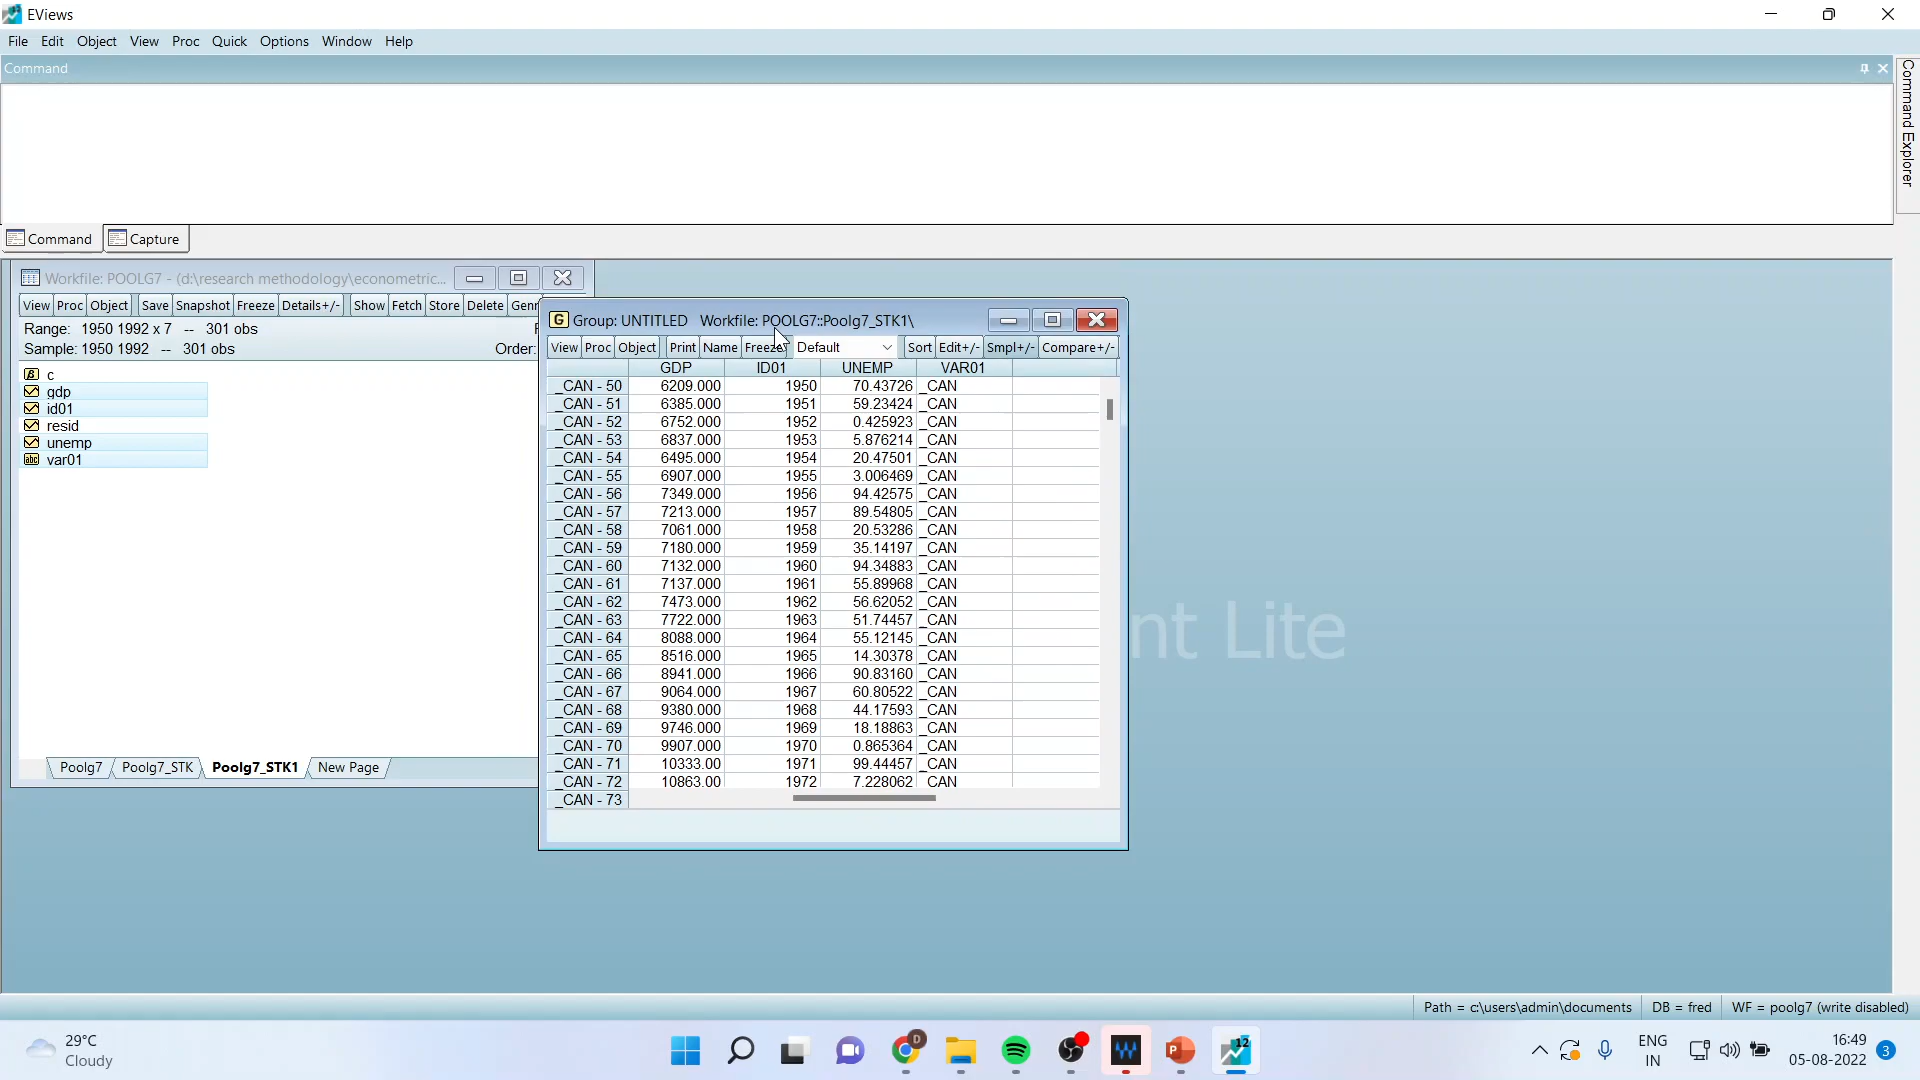 EViews
File Edit Object View Proc Quick Options Window Help
Command
Command Explorer
Command Capture
Workfile: POOLG7 - (d:\research methodology\econometric...
View Proc Object Save Snapshot Freeze Details+/- Show Fetch Store Delete Genr
Range: 1950 1992 x 7 -- 301 obs
Sample: 1950 1992 -- 301 obs Order:
c
gdp
id01
resid
unemp
abc var01
Poolg7 Poolg7_STK Poolg7_STK1 New Page
G Group: UNTITLED Workfile: POOLG7::Poolg7_STK1\
View Proc Object Print Name Freeze Default Sort Edit+/- Smpl+/- Compare+/-
GDP ID01 UNEMP VAR01
_CAN - 50 6209.000 1950 70.43726 _CAN
_CAN - 51 6385.000 1951 59.23424 _CAN
_CAN - 52 6752.000 1952 0.425923 _CAN
_CAN - 53 6837.000 1953 5.876214 _CAN
_CAN - 54 6495.000 1954 20.47501 _CAN
_CAN - 55 6907.000 1955 3.006469 _CAN
_CAN - 56 7349.000 1956 94.42575 _CAN
_CAN - 57 7213.000 1957 89.54805 _CAN
_CAN - 58 7061.000 1958 20.53286 _CAN
_CAN - 59 7180.000 1959 35.14197 _CAN
_CAN - 60 7132.000 1960 94.34883 _CAN
_CAN - 61 7137.000 1961 55.89968 _CAN
_CAN - 62 7473.000 1962 56.62052 _CAN
_CAN - 63 7722.000 1963 51.74457 _CAN
_CAN - 64 8088.000 1964 55.12145 _CAN
_CAN - 65 8516.000 1965 14.30378 _CAN
_CAN - 66 8941.000 1966 90.83160 _CAN
_CAN - 67 9064.000 1967 60.80522 _CAN
_CAN - 68 9380.000 1968 44.17593 _CAN
_CAN - 69 9746.000 1969 18.18863 _CAN
_CAN - 70 9907.000 1970 0.865364 _CAN
_CAN - 71 10333.00 1971 99.44457 _CAN
_CAN - 72 10863.00 1972 7.228062 _CAN
_CAN - 73
nt Lite
Path = c:\users\admin\documents DB = fred WF = poolg7 (write disabled)
29°C
Cloudy
D
12
ENG
IN
16:49
05-08-2022
3